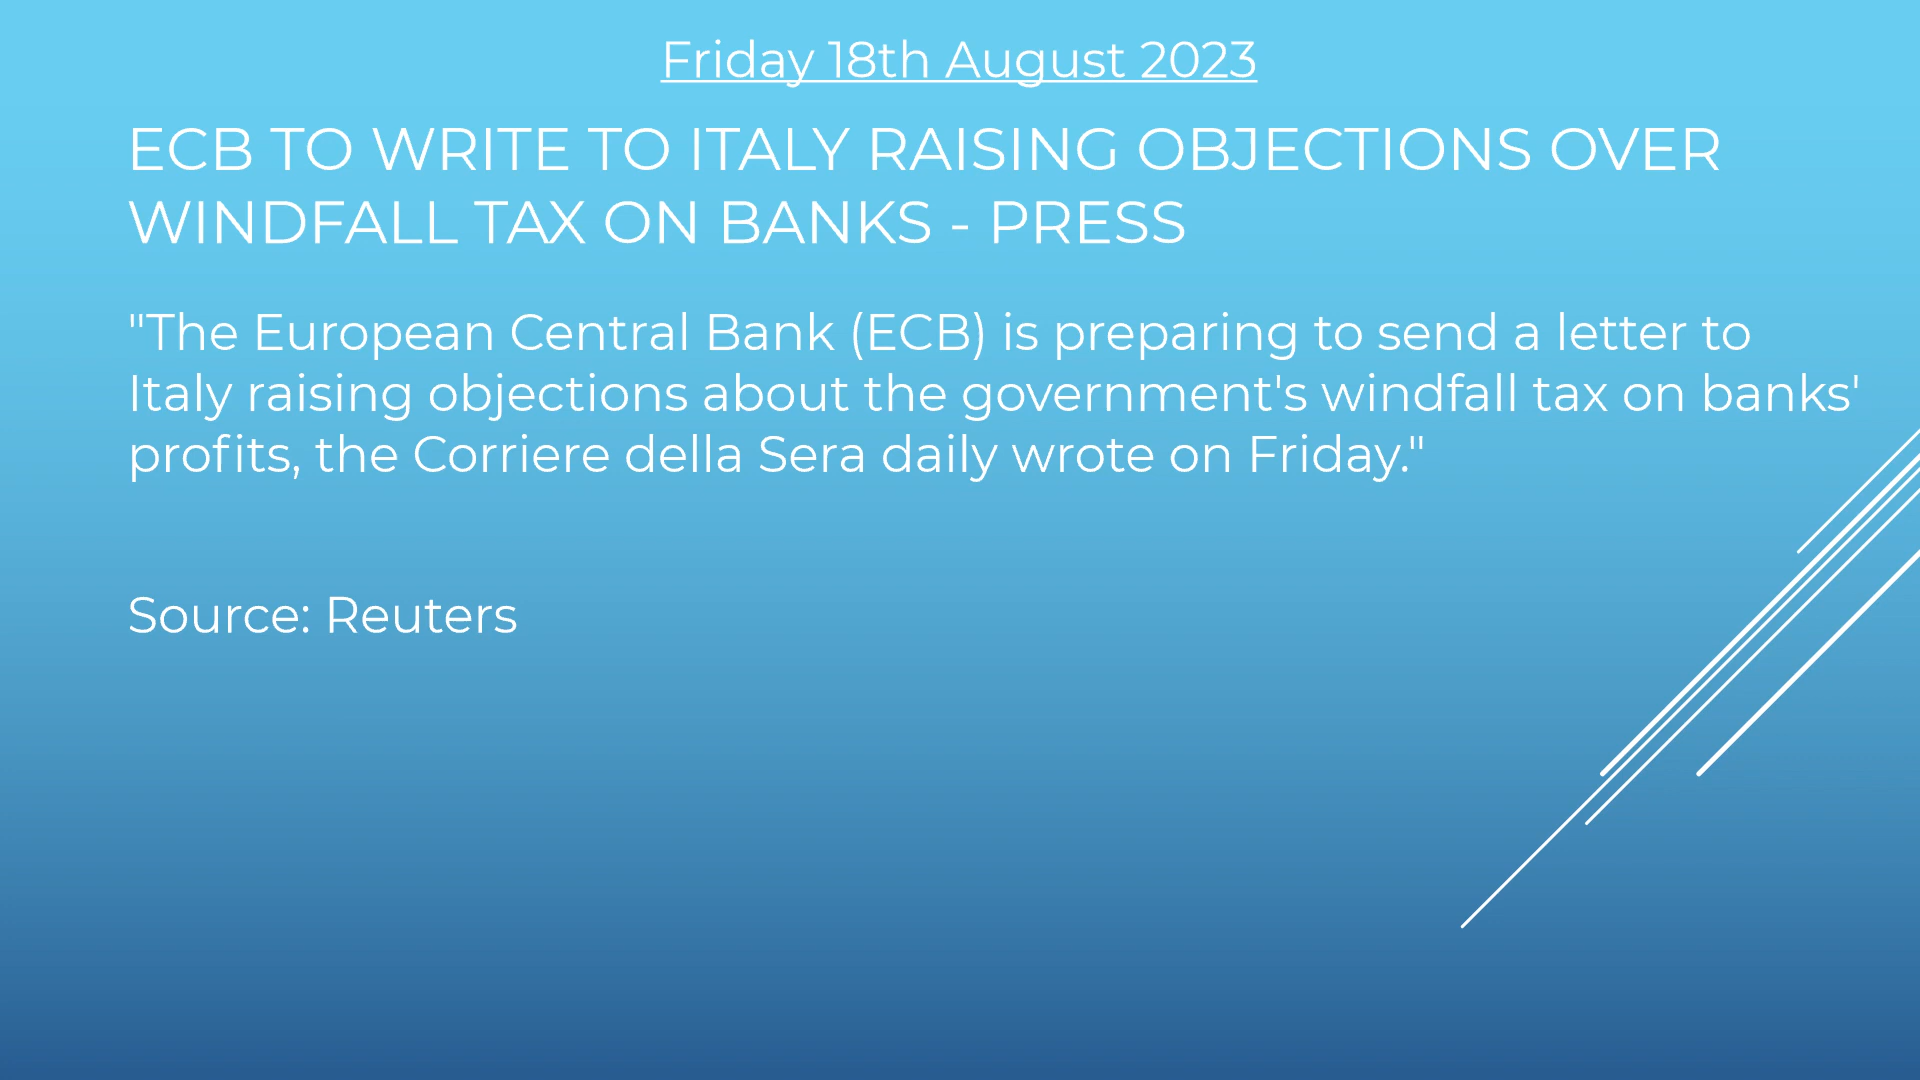 Friday 18th August 2023
ECB TO WRITE TO ITALY RAISING OBJECTIONS OVER
WINDFALL TAX ON BANKS - PRESS
"The European Central Bank (ECB) is preparing to send a letter to
Italy raising objections about the government's windfall tax on banks'
profits, the Corriere della Sera daily wrote on Friday."
Source: Reuters